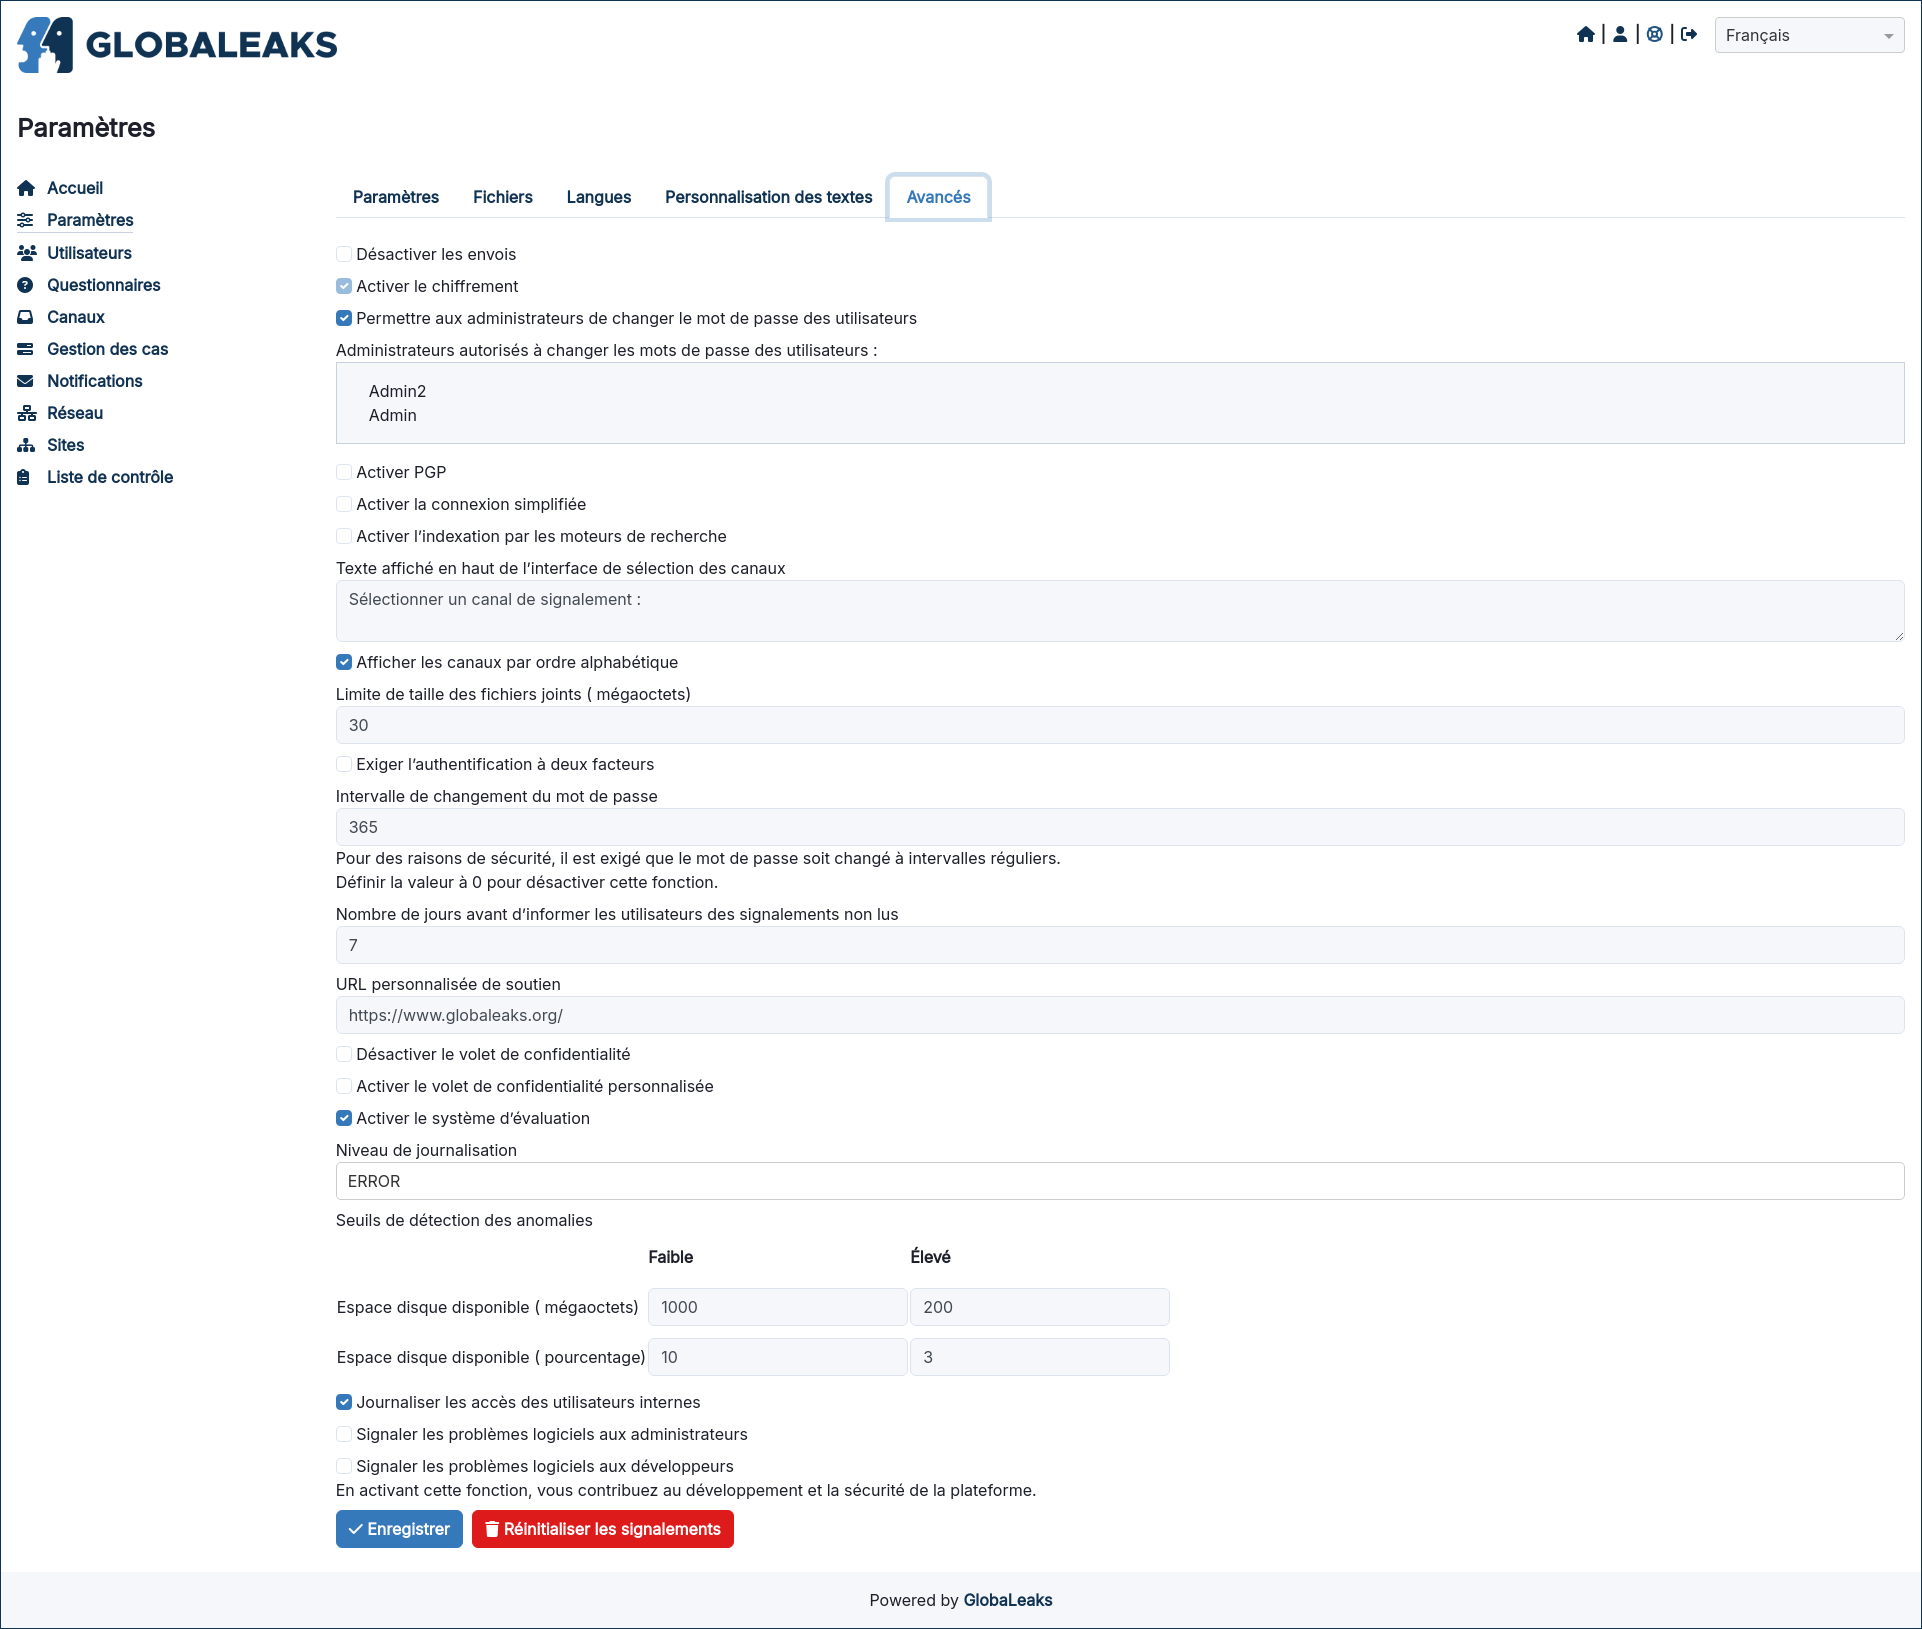 GLOBALEAKS
Français
Paramètres
Accueil
Paramètres
Utilisateurs
Questionnaires
Canaux
Gestion des cas
Notifications
Réseau
Sites
Liste de contrôle
Paramètres Fichiers Langues Personnalisation des textes Avancés
Désactiver les envois
Activer le chiffrement
Permettre aux administrateurs de changer le mot de passe des utilisateurs
Administrateurs autorisés à changer les mots de passe des utilisateurs :
Admin2
Admin
Activer PGP
Activer la connexion simplifiée
Activer l’indexation par les moteurs de recherche
Texte affiché en haut de l’interface de sélection des canaux
Sélectionner un canal de signalement :
Afficher les canaux par ordre alphabétique
Limite de taille des fichiers joints ( mégaoctets)
30
Exiger l’authentification à deux facteurs
Intervalle de changement du mot de passe
365
Pour des raisons de sécurité, il est exigé que le mot de passe soit changé à intervalles réguliers.
Définir la valeur à 0 pour désactiver cette fonction.
Nombre de jours avant d’informer les utilisateurs des signalements non lus
7
URL personnalisée de soutien
https://www.globaleaks.org/
Désactiver le volet de confidentialité
Activer le volet de confidentialité personnalisée
Activer le système d’évaluation
Niveau de journalisation
ERROR
Seuils de détection des anomalies
Faible Élevé
Espace disque disponible ( mégaoctets) 1000 200
Espace disque disponible ( pourcentage) 10 3
Journaliser les accès des utilisateurs internes
Signaler les problèmes logiciels aux administrateurs
Signaler les problèmes logiciels aux développeurs
En activant cette fonction, vous contribuez au développement et la sécurité de la plateforme.
Enregistrer Réinitialiser les signalements
Powered by GlobaLeaks